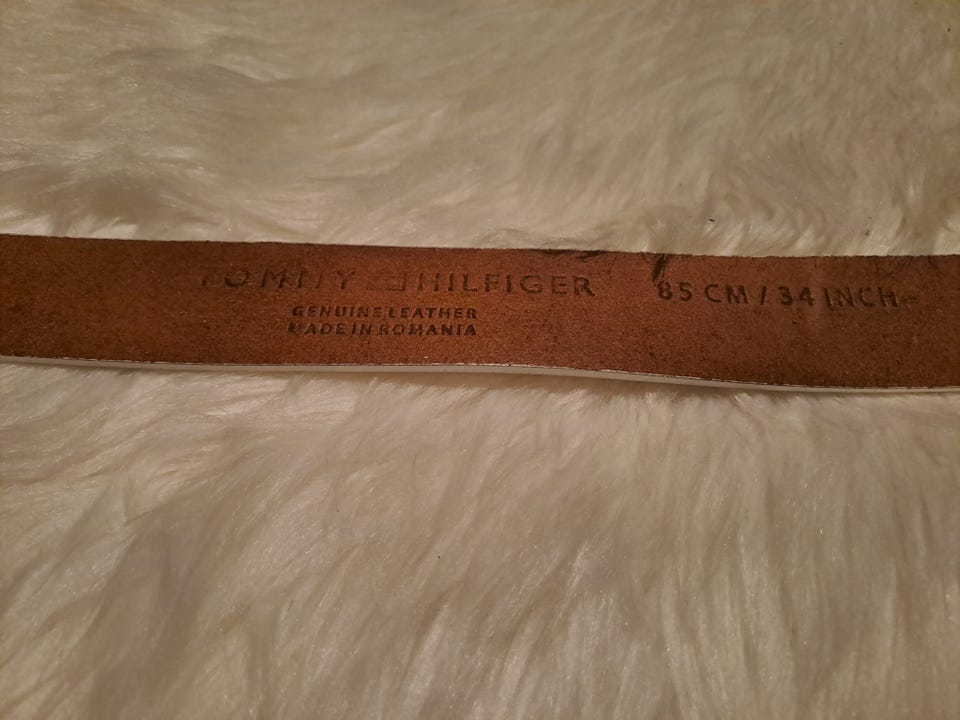 TOMMY HILFIGER
GENUINE LEATHER
MADE IN ROMANIA
85 CM / 34 INCH